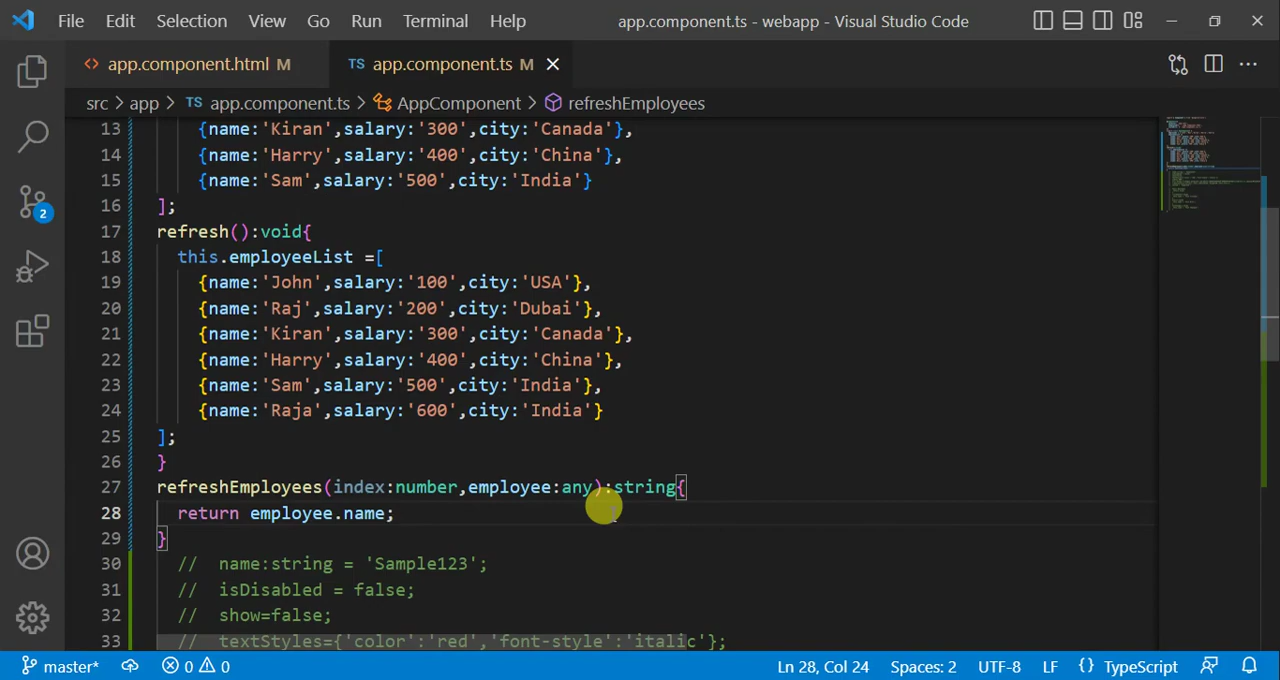 File Edit Selection View Go Run Terminal Help app.component.ts - webapp - Visual Studio Code
app.component.html M TS app.component.ts M
src > app > TS app.component.ts > AppComponent > refreshEmployees
13 {name:'Kiran',salary:'300',city:'Canada'},
14 {name:'Harry',salary:'400',city:'China'},
15 {name:'Sam',salary:'500',city:'India'}
16 ];
17 refresh():void{
18 this.employeeList =[
19 {name:'John',salary:'100',city:'USA'},
20 {name:'Raj',salary:'200',city:'Dubai'},
21 {name:'Kiran',salary:'300',city:'Canada'},
22 {name:'Harry',salary:'400',city:'China'},
23 {name:'Sam',salary:'500',city:'India'},
24 {name:'Raja',salary:'600',city:'India'}
25 ];
26 }
27 refreshEmployees(index:number,employee:any):string{
28 return employee.name;
29 }
30 // name:string = 'Sample123';
31 // isDisabled = false;
32 // show=false;
33 // textStyles={'color':'red','font-style':'italic'};
2
master* 0 0 Ln 28, Col 24 Spaces: 2 UTF-8 LF {} TypeScript